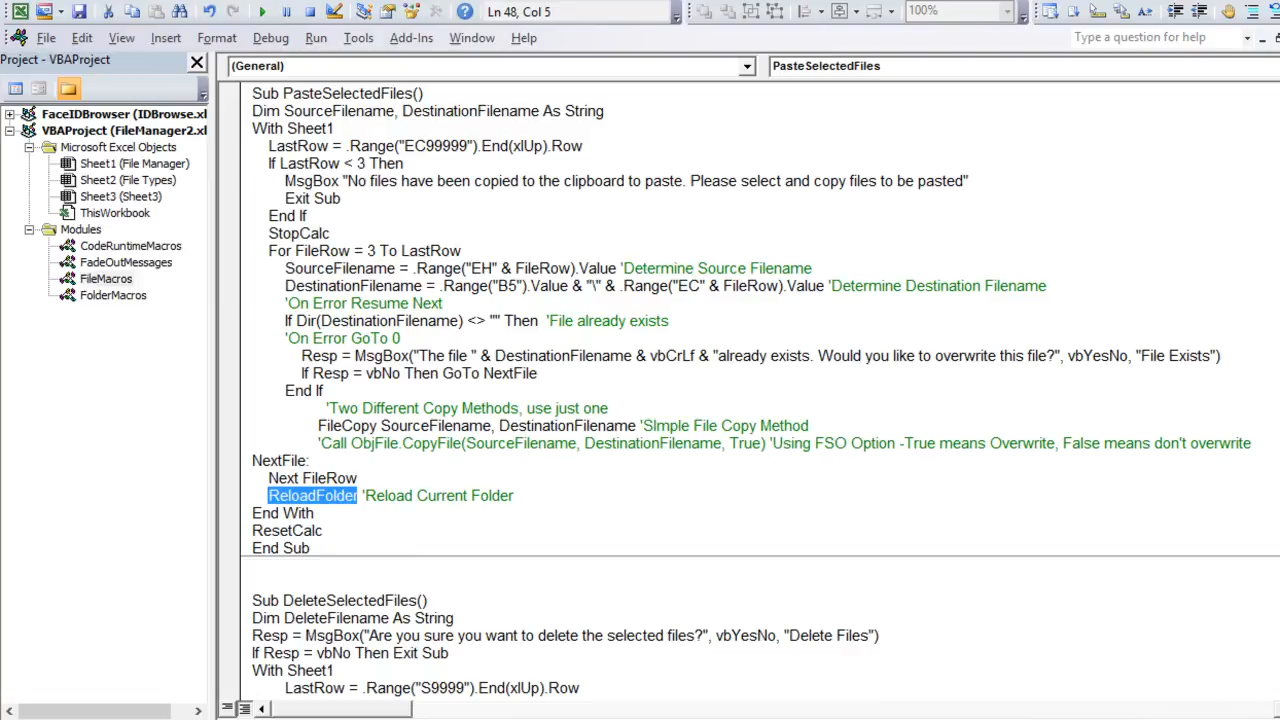 Ln 48, Col 5
100%
File Edit View Insert Format Debug Run Tools Add-Ins Window Help
Type a question for help
Project - VBAProject
(General)
PasteSelectedFiles
FaceIDBrowser (IDBrowse.xl
VBAProject (FileManager2.xl
Microsoft Excel Objects
Sheet1 (File Manager)
Sheet2 (File Types)
Sheet3 (Sheet3)
ThisWorkbook
Modules
CodeRuntimeMacros
FadeOutMessages
FileMacros
FolderMacros
Sub PasteSelectedFiles()
Dim SourceFilename, DestinationFilename As String
With Sheet1
LastRow = .Range("EC99999").End(xlUp).Row
If LastRow < 3 Then
MsgBox "No files have been copied to the clipboard to paste. Please select and copy files to be pasted"
Exit Sub
End If
StopCalc
For FileRow = 3 To LastRow
SourceFilename = .Range("EH" & FileRow).Value 'Determine Source Filename
DestinationFilename = .Range("B5").Value & "\" & .Range("EC" & FileRow).Value 'Determine Destination Filename
'On Error Resume Next
If Dir(DestinationFilename) <> "" Then 'File already exists
'On Error GoTo 0
Resp = MsgBox("The file " & DestinationFilename & vbCrLf & "already exists. Would you like to overwrite this file?", vbYesNo, "File Exists")
If Resp = vbNo Then GoTo NextFile
End If
'Two Different Copy Methods, use just one
FileCopy SourceFilename, DestinationFilename 'SImple File Copy Method
'Call ObjFile.CopyFile(SourceFilename, DestinationFilename, True) 'Using FSO Option -True means Overwrite, False means don't overwrite
NextFile:
Next FileRow
ReloadFolder 'Reload Current Folder
End With
ResetCalc
End Sub
Sub DeleteSelectedFiles()
Dim DeleteFilename As String
Resp = MsgBox("Are you sure you want to delete the selected files?", vbYesNo, "Delete Files")
If Resp = vbNo Then Exit Sub
With Sheet1
LastRow = .Range("S9999").End(xlUp).Row